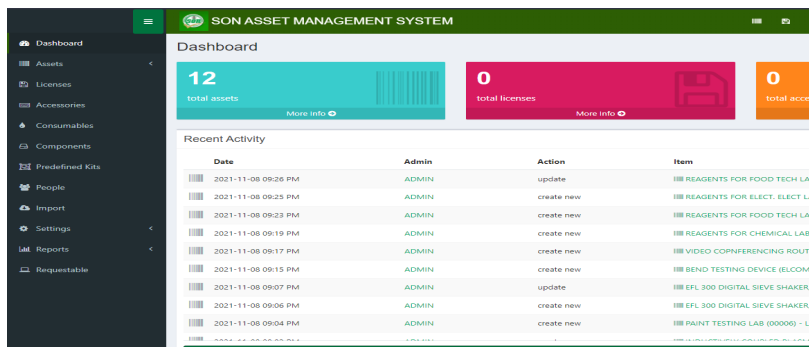 SON ASSET MANAGEMENT SYSTEM
Dashboard
Assets
Licenses
Accessories
Consumables
Components
Predefined Kits
People
Import
Settings
Reports
Requestable
Dashboard
12
total assets
More info
0
total licenses
More info
0
total acce
Recent Activity
Date Admin Action Item
2021-11-08 09:26 PM ADMIN update REAGENTS FOR FOOD TECH LA
2021-11-08 09:25 PM ADMIN create new REAGENTS FOR ELECT. ELECT L
2021-11-08 09:23 PM ADMIN create new REAGENTS FOR FOOD TECH LA
2021-11-08 09:19 PM ADMIN create new REAGENTS FOR CHEMICAL LAB
2021-11-08 09:17 PM ADMIN create new VIDEO COPNFERENCING ROUT
2021-11-08 09:15 PM ADMIN create new BEND TESTING DEVICE (ELCOM
2021-11-08 09:07 PM ADMIN update EFL 300 DIGITAL SIEVE SHAKER
2021-11-08 09:06 PM ADMIN create new EFL 300 DIGITAL SIEVE SHAKER
2021-11-08 09:04 PM ADMIN create new PAINT TESTING LAB (00006) - L